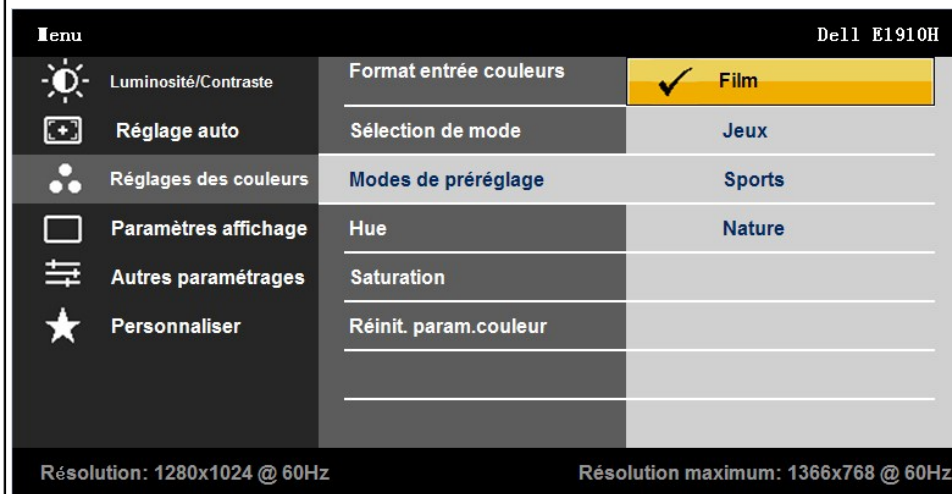 Menu Dell E1910H
Luminosité/Contraste Format entrée couleurs Film
Réglage auto Sélection de mode Jeux
Réglages des couleurs Modes de préréglage Sports
Paramètres affichage Hue Nature
Autres paramétrages Saturation
Personnaliser Réinit. param.couleur
Résolution: 1280x1024 @ 60Hz Résolution maximum: 1366x768 @ 60Hz